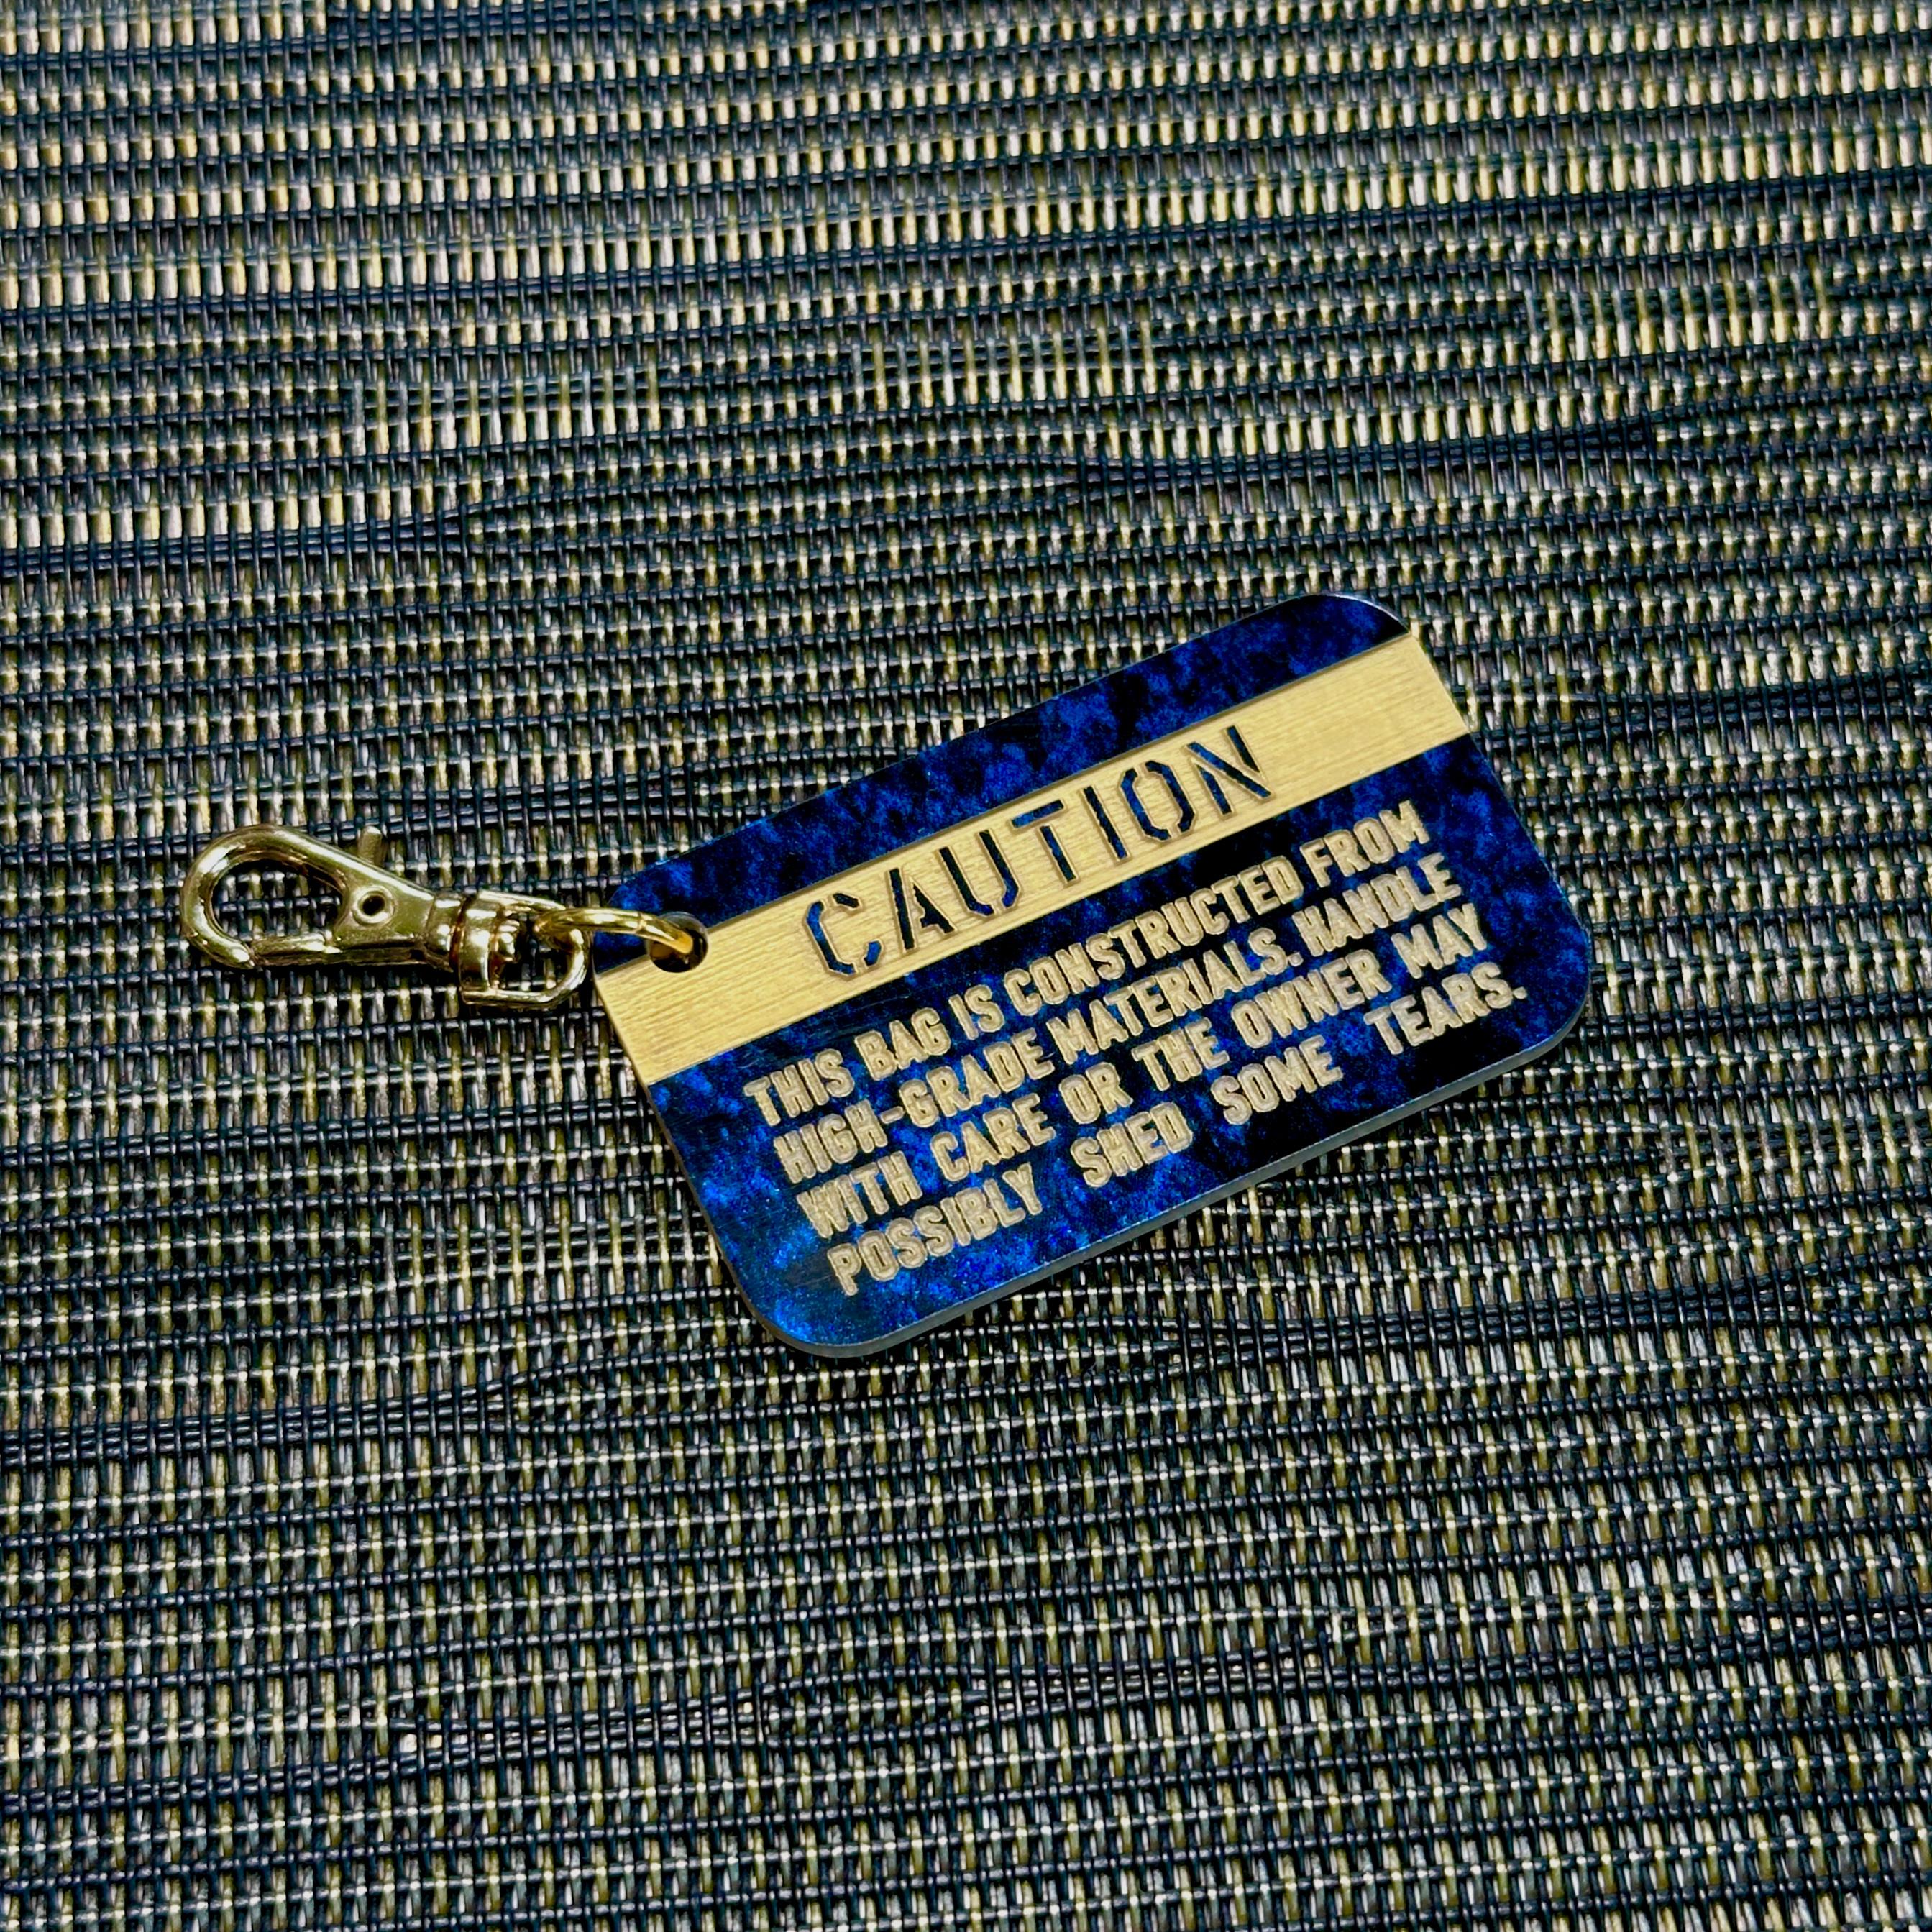 CAUTION
THIS BAG IS CONSTRUCTED FROM
HIGH-GRADE MATERIALS. HANDLE
WITH CARE OR THE OWNER MAY
POSSIBLY SHED SOME TEARS.